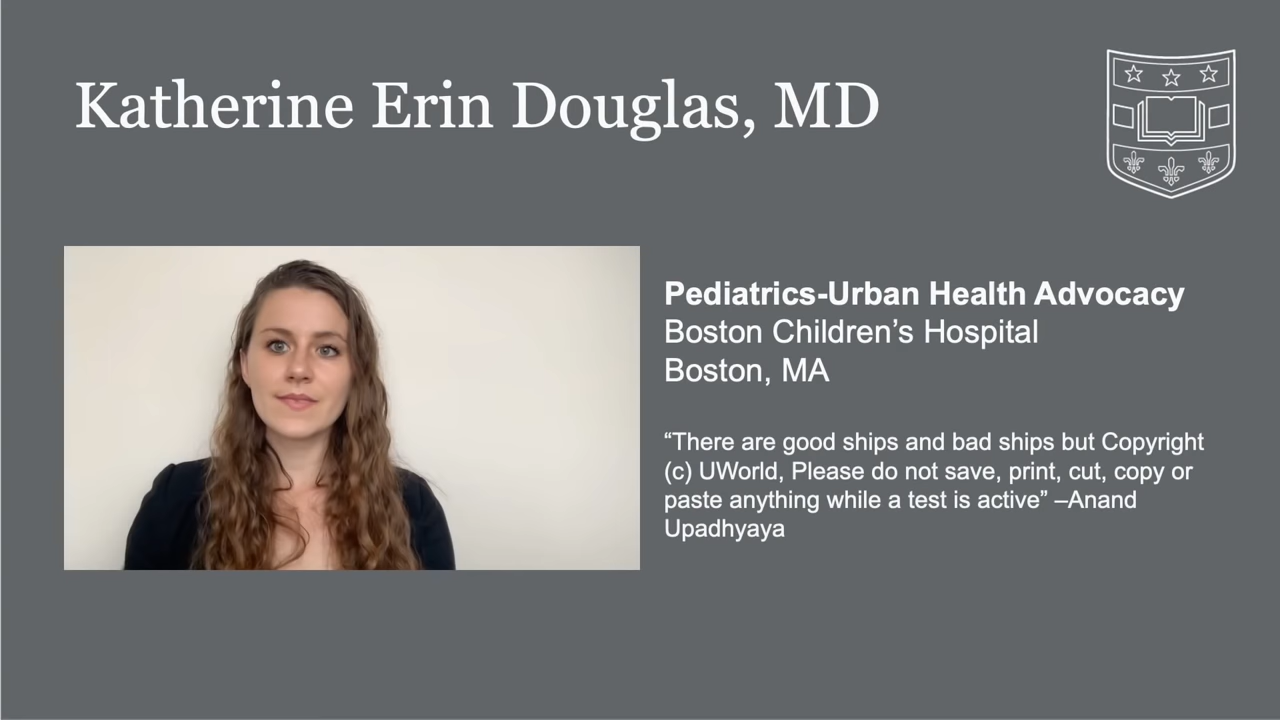 Katherine Erin Douglas, MD
Pediatrics-Urban Health Advocacy
Boston Children’s Hospital
Boston, MA
“There are good ships and bad ships but Copyright
(c) UWorld, Please do not save, print, cut, copy or
paste anything while a test is active” –Anand
Upadhyaya